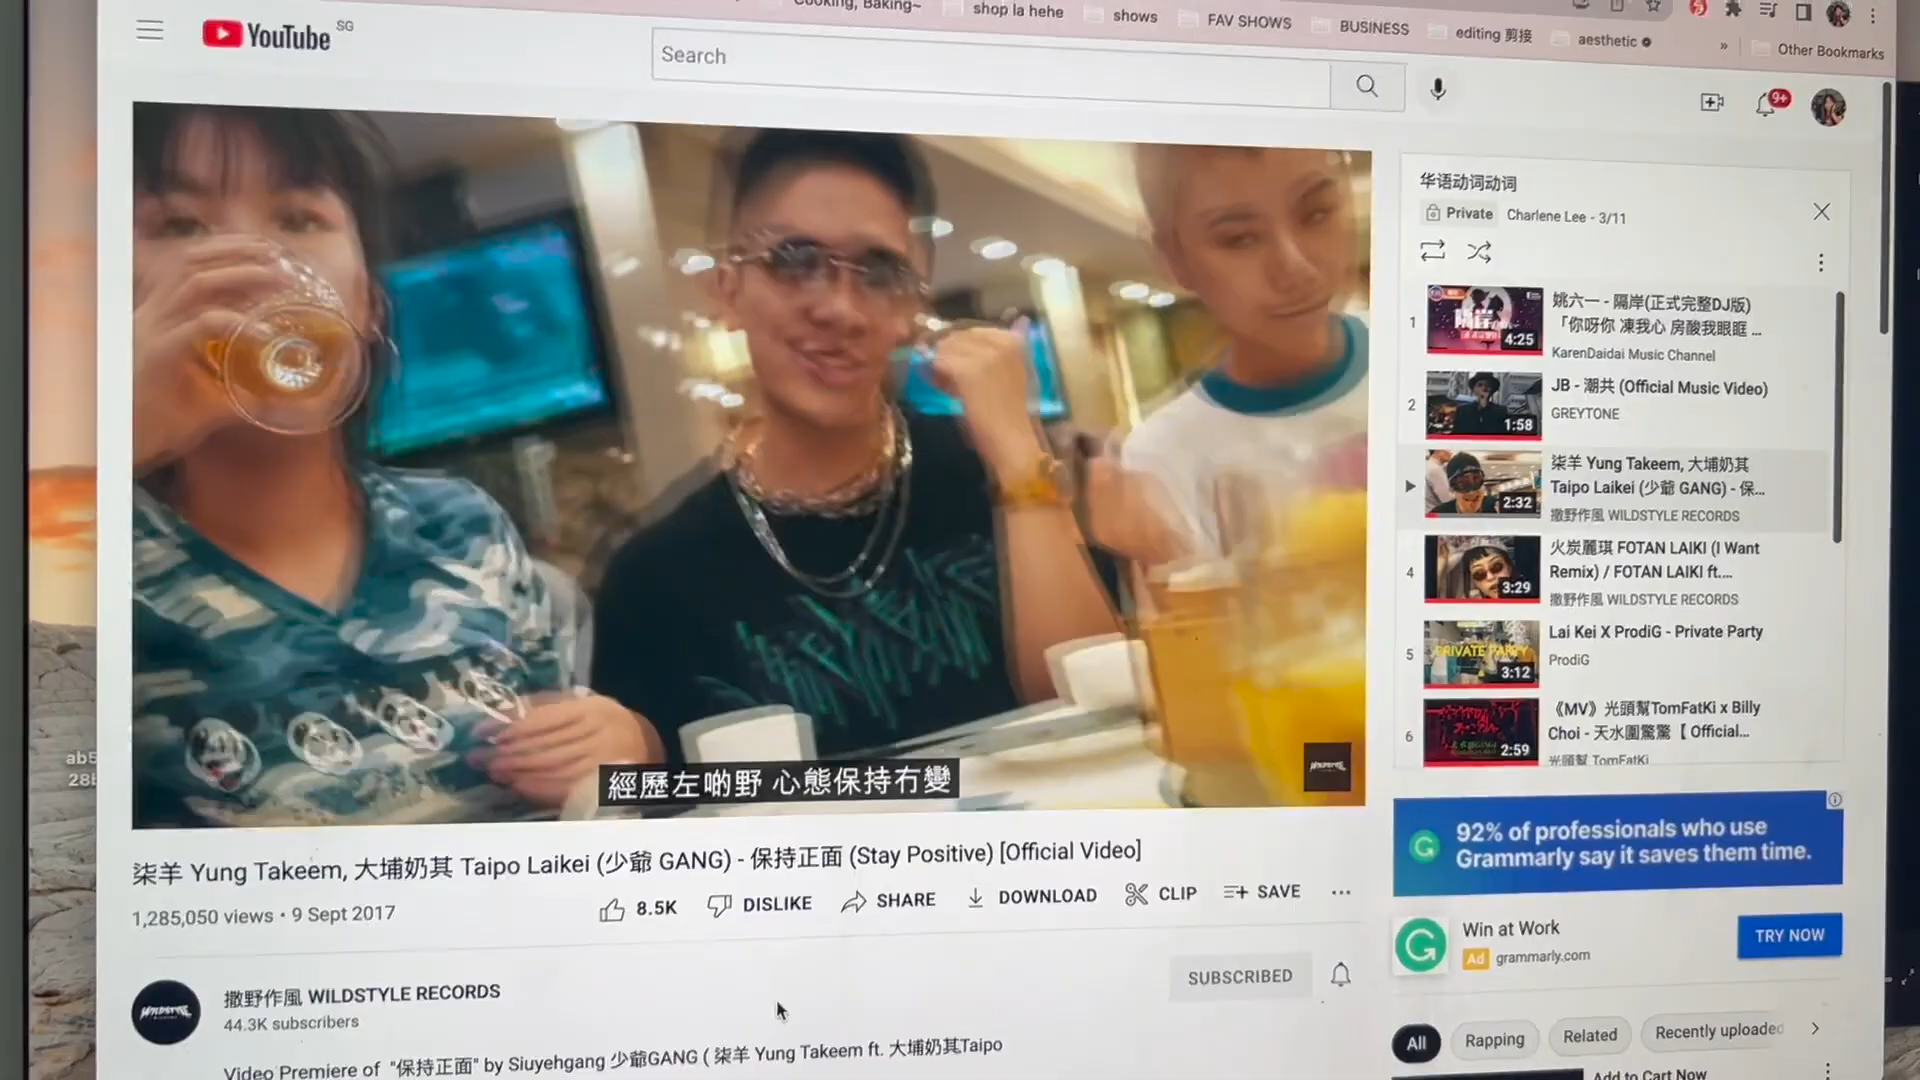 Cooking, Baking~
shop la hehe
shows
FAV SHOWS
BUSINESS
editing 剪接
aesthetic
»
Other Bookmarks
YouTube SG
Search
9+
经歷左啲野 心態保持冇變
柒羊 Yung Takeem, 大埔奶其 Taipo Laikei (少爺 GANG) - 保持正面 (Stay Positive) [Official Video]
1,285,050 views • 9 Sept 2017
8.5K
DISLIKE
SHARE
DOWNLOAD
CLIP
SAVE
撒野作風 WILDSTYLE RECORDS
44.3K subscribers
SUBSCRIBED
Video Premiere of "保持正面" by Siuyehgang 少爺GANG ( 柒羊 Yung Takeem ft. 大埔奶其Taipo
华语动词动词
Private
Charlene Lee - 3/11
1
4:25
姚六一 - 隔岸(正式完整DJ版)
「你呀你 凍我心 房酸我眼眶 ...
KarenDaidai Music Channel
2
1:58
JB - 潮共 (Official Music Video)
GREYTONE
2:32
柒羊 Yung Takeem, 大埔奶其
Taipo Laikei (少爺 GANG) - 保...
撒野作風 WILDSTYLE RECORDS
4
3:29
火炭麗琪 FOTAN LAIKI (I Want
Remix) / FOTAN LAIKI ft....
撒野作風 WILDSTYLE RECORDS
5
PRIVATE PARTY
3:12
Lai Kei X ProdiG - Private Party
ProdiG
6
2:59
《MV》光頭幫TomFatKi x Billy
Choi - 天水圍驚驚【 Official...
光頭幫 TomFatKi
92% of professionals who use
Grammarly say it saves them time.
Win at Work
Ad grammarly.com
TRY NOW
All
Rapping
Related
Recently uploaded
Add to Cart Now
ab5
28b